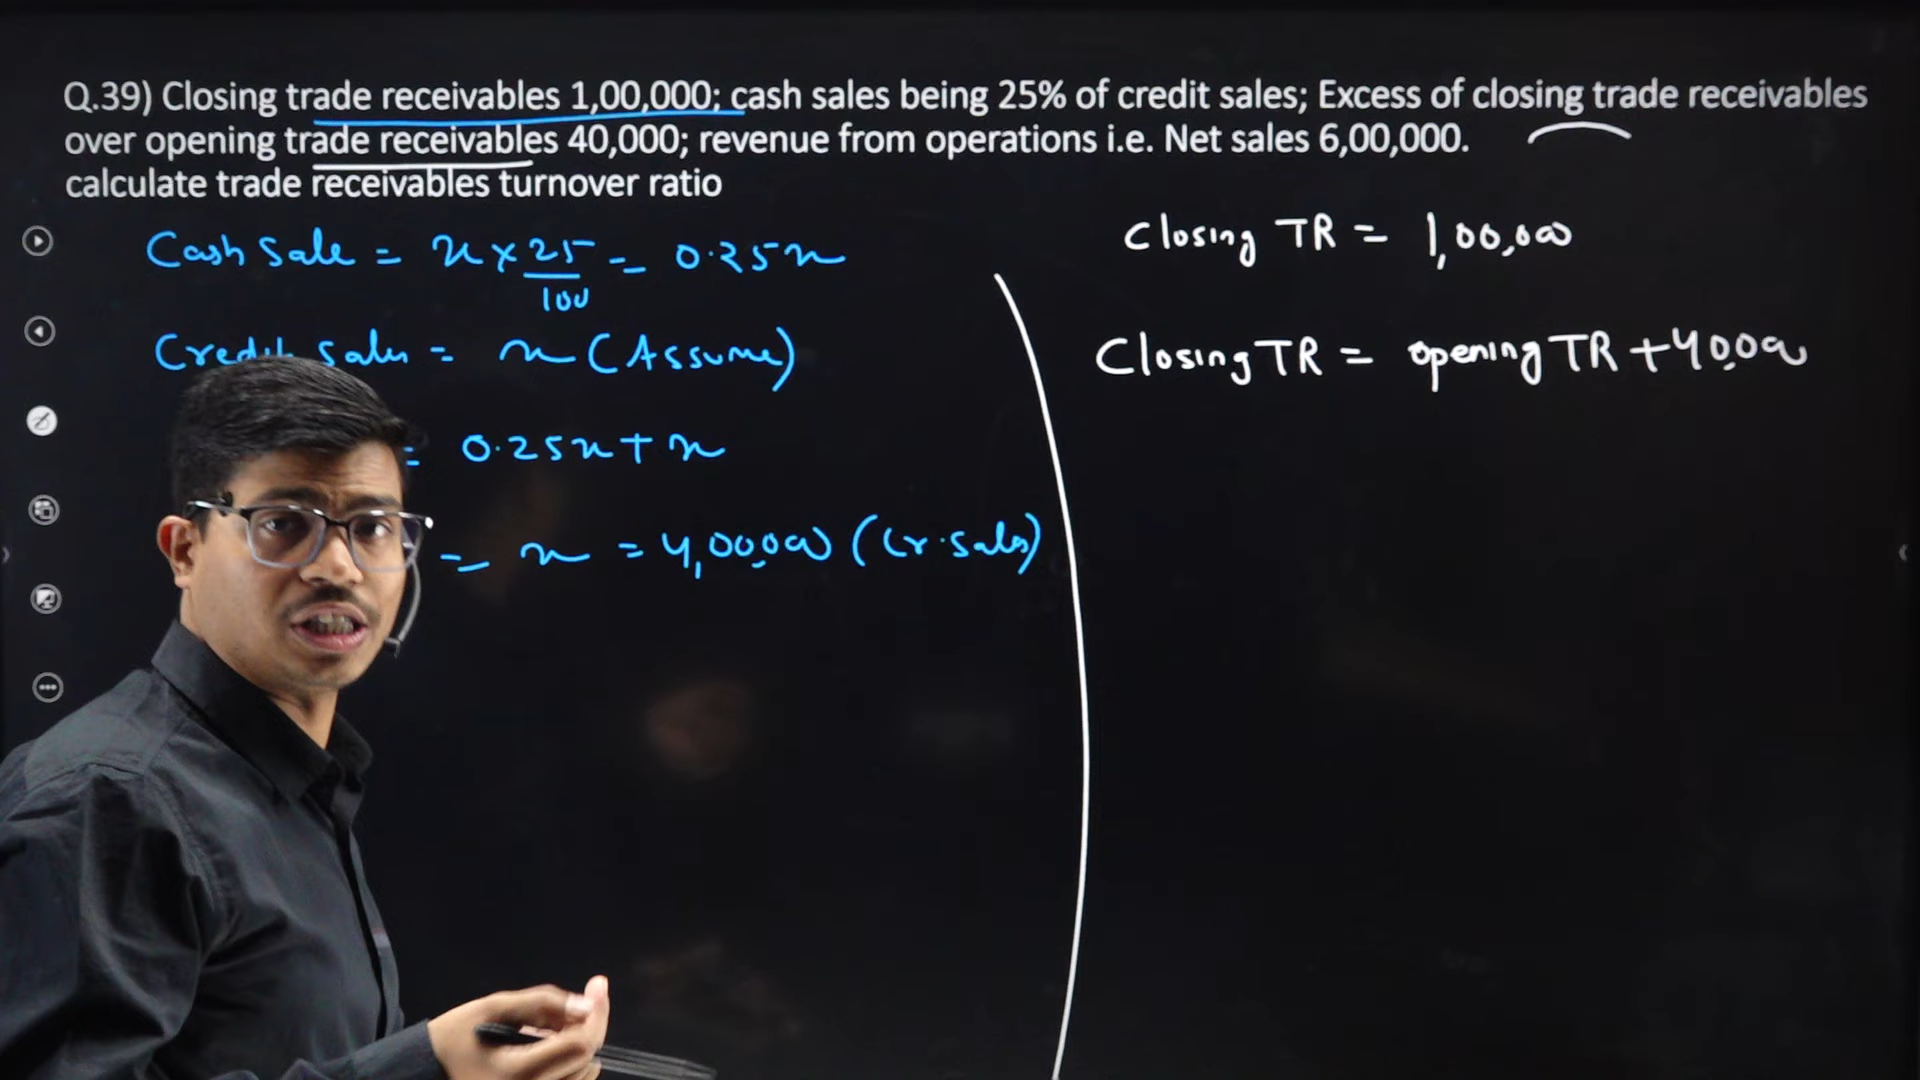 Q.39) Closing trade receivables 1,00,000; cash sales being 25% of credit sales; Excess of closing trade receivables
over opening trade receivables 40,000; revenue from operations i.e. Net sales 6,00,000.
calculate trade receivables turnover ratio
Cash Sale = x × 25/100 = 0.25x
Credit Sales = x (Assume)
= 0.25x + x
= x = 4,00,000 (Cr. Sales)
Closing TR = 1,00,000
Closing TR = opening TR + 40,000